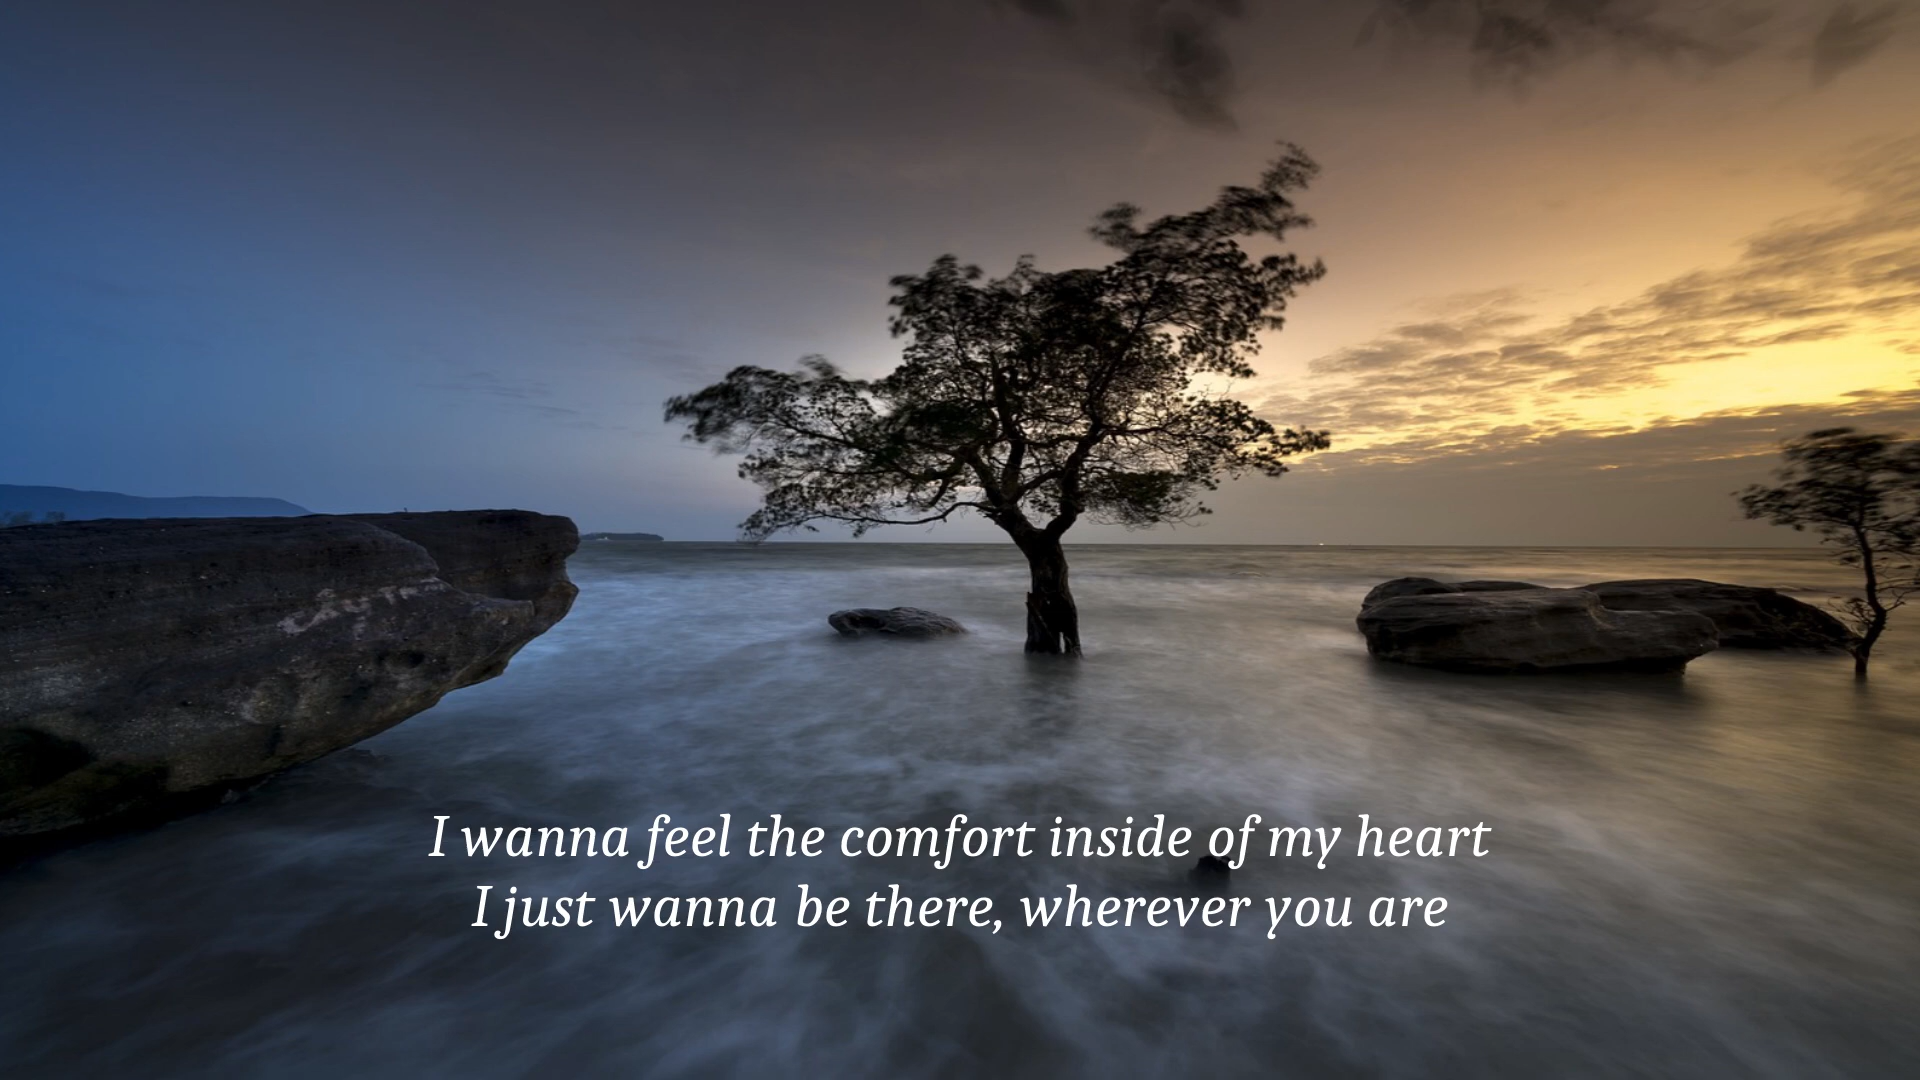 I wanna feel the comfort inside of my heart
I just wanna be there, wherever you are